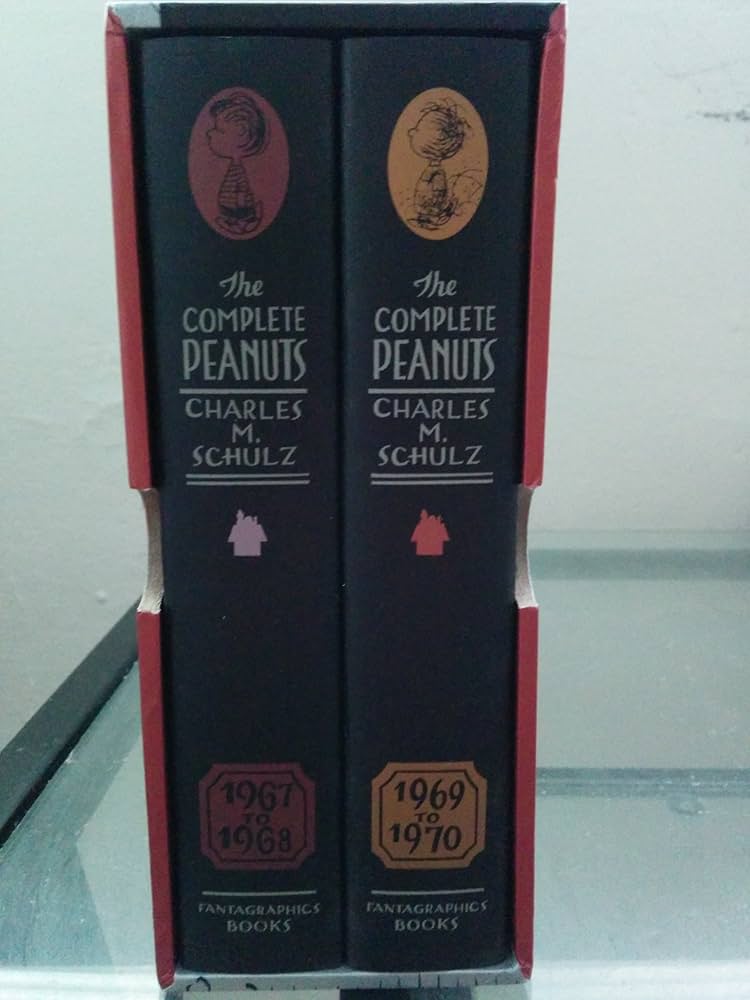 The
COMPLETE
PEANUTS
CHARLES
M.
SCHULZ
1967
TO
1968
FANTAGRAPHICS
BOOKS
The
COMPLETE
PEANUTS
CHARLES
M.
SCHULZ
1969
TO
1970
FANTAGRAPHICS
BOOKS